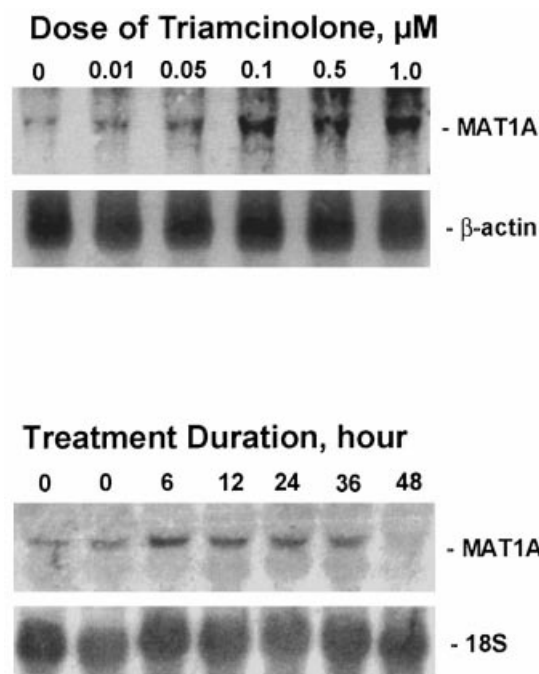 Dose of Triamcinolone, µM
0 0.01 0.05 0.1 0.5 1.0
- MAT1A
- β-actin
Treatment Duration, hour
0 0 6 12 24 36 48
- MAT1A
- 18S